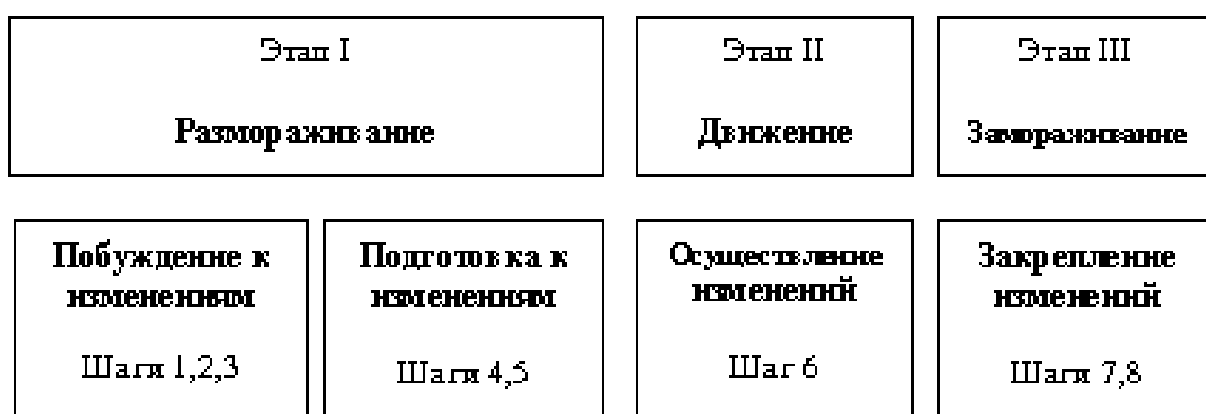 Этап I
Размораживание
Этап II
Движение
Этап III
Замораживание
Побуждение к
изменениям
Шаги 1,2,3
Подготовка к
изменениям
Шаги 4,5
Осуществление
изменений
Шаг 6
Закрепление
изменений
Шаги 7,8